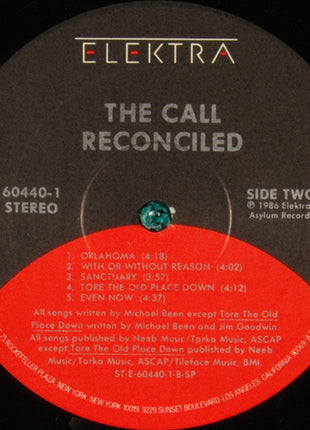 ELEKTRA
THE CALL
RECONCILED
60440-1
STEREO
SIDE TWO
℗ 1986 Elektra
Asylum Record
1. OKLAHOMA (4:18)
2. WITH OR WITHOUT REASON (4:02)
3. SANCTUARY (3:57)
4. TORE THE OLD PLACE DOWN (4:12)
5. EVEN NOW (4:37)
All songs written by Michael Been except Tore The Old
Place Down written by Michael Been and Jim Goodwin.
All songs published by Neeb Music/Tarka Music, ASCAP
except Tore The Old Place Down published by Neeb
Music/Tarka Music, ASCAP/Tileface Music, BMI.
ST-E-60440-1-B-SP
75 ROCKEFELLER PLAZA, NEW YORK, NEW YORK 10019 9229 SUNSET BOULEVARD, LOS ANGELES, CALIFORNIA 90069